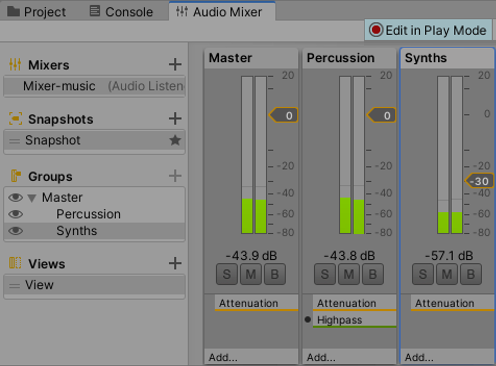 Project
Console
Audio Mixer
Edit in Play Mode
Mixers
Mixer-music (Audio Listen
Snapshots
Snapshot
Groups
Master
Percussion
Synths
Views
View
Master
20
0
0
-20
-40
-60
-80
-43.9 dB
S M B
Attenuation
Add...
Percussion
20
0
0
-20
-40
-60
-80
-43.8 dB
S M B
Attenuation
Highpass
Add...
Synths
20
0
-20
-30
-40
-60
-80
-57.1 dB
S M B
Attenuation
Add...